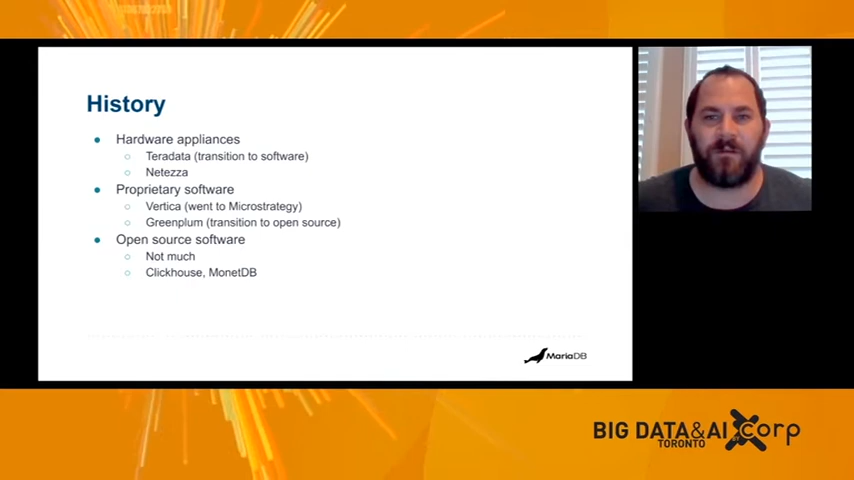 History
Hardware appliances
Teradata (transition to software)
Netezza
Proprietary software
Vertica (went to Microstrategy)
Greenplum (transition to open source)
Open source software
Not much
Clickhouse, MonetDB
MariaDB
BIG DATA&AI BY corp
TORONTO